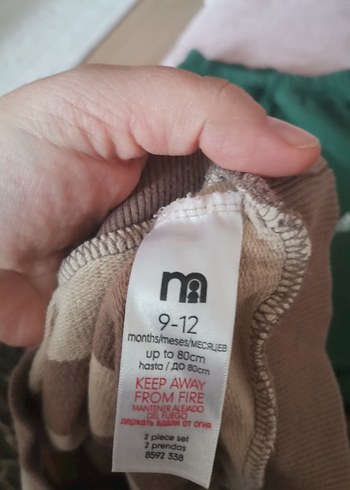 m
9-12
months/meses/МЕСЯЦЕВ
up to 80cm
hasta / ДО 80cm
KEEP AWAY
FROM FIRE
MANTENER ALEJADO
DEL FUEGO
ДЕРЖАТЬ ВДАЛИ ОТ ОГНЯ
2 piece set
2 prendas
8592 338